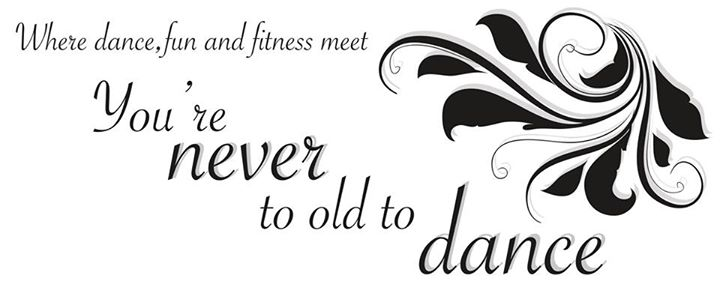 Where dance,fun and fitness meet
You're
never
to old to
dance